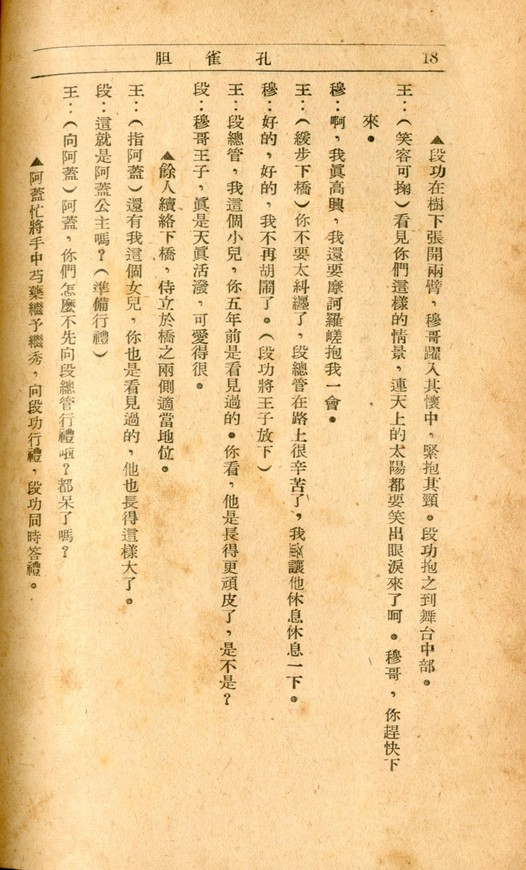 孔雀胆 18
▲段功在樹下張開兩臂，穆哥躍入其懷中，緊抱其頸。段功抱之到舞台中部。
王：（笑容可掬）看見你們這樣的情景，連天上的太陽都要笑出眼淚來了呵。穆哥，你趕快下
來。
穆：啊，我眞高興，我還要摩訶羅嵯抱我一會。
王：（緩步下橋）你不要太糾纏了，段總管在路上很辛苦了，我讓他休息休息一下。
穆：好的，好的，我不再胡鬧了。（段功將王子放下）
王：段總管，我這個小兒，你五年前是看見過的。你看，他是長得更頑皮了，是不是？
段：穆哥王子，眞是天眞活潑，可愛得很。
▲餘人續絡下橋，侍立於橋之兩側適當地位。
王：（指阿蓋）還有我這個女兒，你也是看見過的，他也長得這樣大了。
段：這就是阿蓋公主嗎？（準備行禮）
王：（向阿蓋）阿蓋，你們怎麼不先向段總管行禮啦？都呆了嗎？
▲阿蓋忙將手中芍藥繼予繼秀，向段功行禮，段功同時答禮。